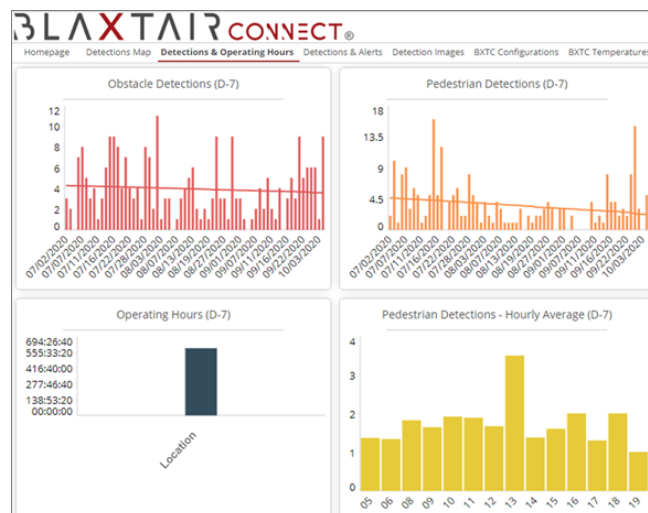 BLAXTAIR CONNECT®
Homepage Detections Map Detections & Operating Hours Detections & Alerts Detection Images BXTC Configurations BXTC Temperatures
Obstacle Detections (D-7)
12
10
8
6
4
2
0
07/02/2020 07/07/2020 07/11/2020 07/16/2020 07/22/2020 07/28/2020 08/03/2020 08/07/2020 08/13/2020 08/19/2020 08/27/2020 09/01/2020 09/07/2020 09/11/2020 09/16/2020 09/22/2020 10/03/2020
Pedestrian Detections (D-7)
18
13.5
9
4.5
0
07/02/2020 07/07/2020 07/11/2020 07/16/2020 07/22/2020 07/28/2020 08/03/2020 08/07/2020 08/13/2020 08/19/2020 08/27/2020 09/01/2020 09/07/2020 09/11/2020 09/16/2020 09/22/2020 10/03/2020
Operating Hours (D-7)
694:26:40
555:33:20
416:40:00
277:46:40
138:53:20
00:00:00
Location
Pedestrian Detections - Hourly Average (D-7)
4
3
2
1
0
05 06 08 09 10 11 12 13 14 15 16 17 18 19